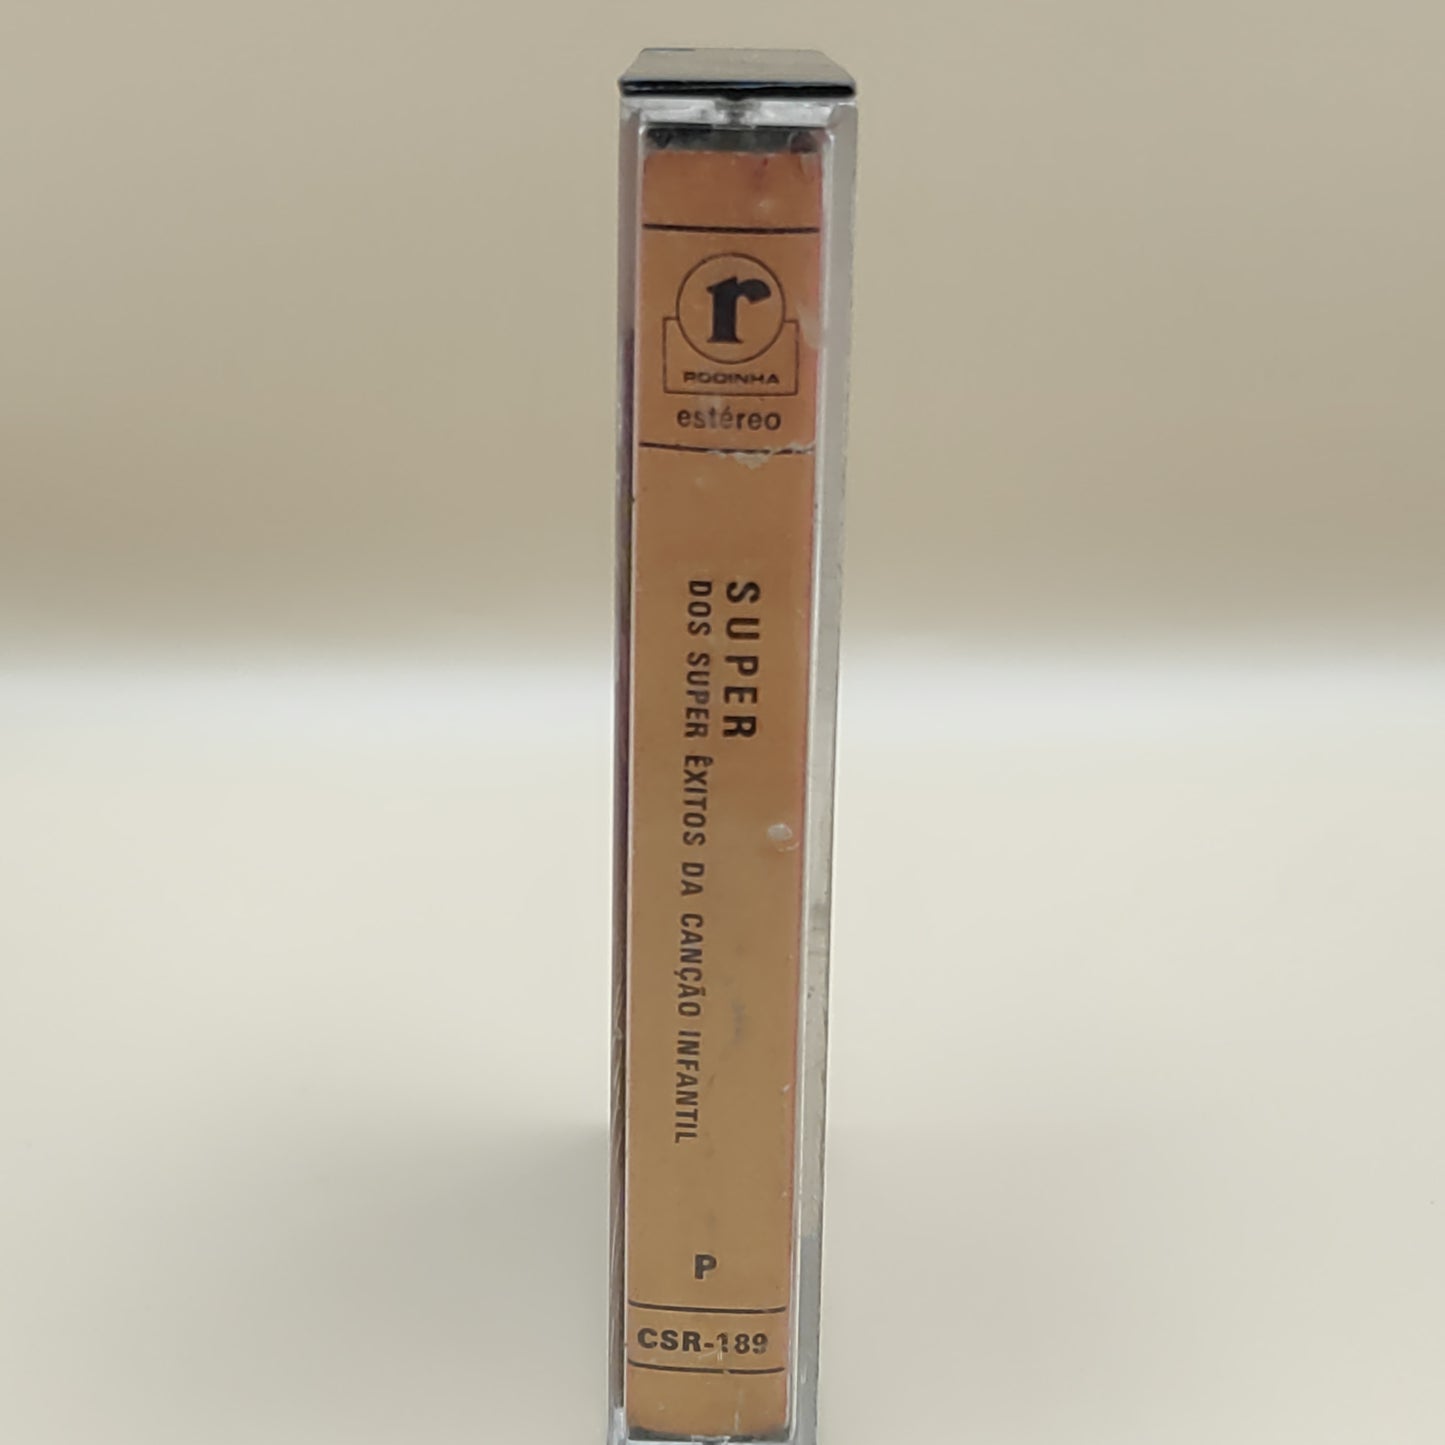 r
RODINHA
estéreo
SUPER
DOS SUPER ÊXITOS DA CANÇÃO INFANTIL
P
CSR-189